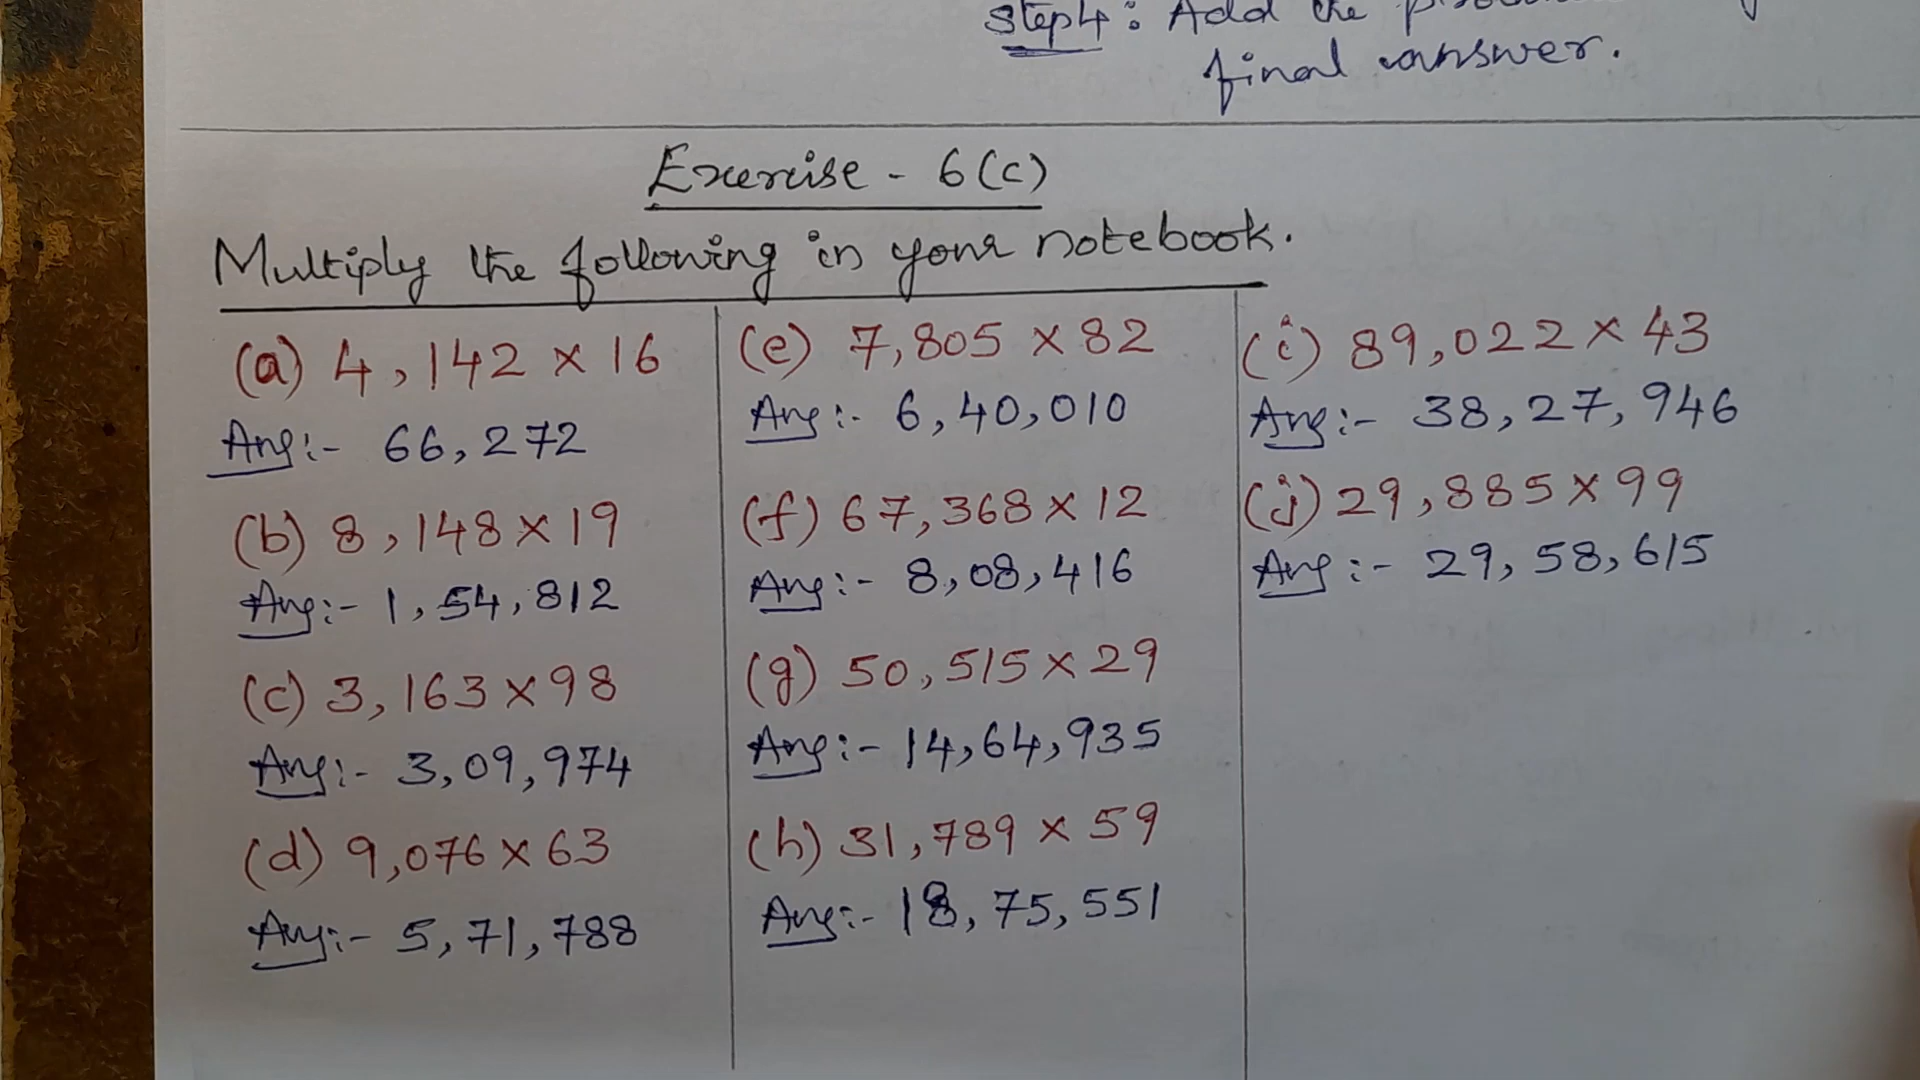 Step4: Add the
final answer.
Exercise - 6(c)
Multiply the following in your notebook.
(a) 4,142 × 16
Ans:- 66,272
(b) 8,148 × 19
Ans:- 1,54,812
(c) 3,163 × 98
Ans:- 3,09,974
(d) 9,076 × 63
Ans:- 5,71,788
(e) 7,805 × 82
Ans:- 6,40,010
(f) 67,368 × 12
Ans:- 8,08,416
(g) 50,515 × 29
Ans:- 14,64,935
(h) 31,789 × 59
Ans:- 18,75,551
(i) 89,022 × 43
Ans:- 38,27,946
(j) 29,885 × 99
Ans:- 29,58,615